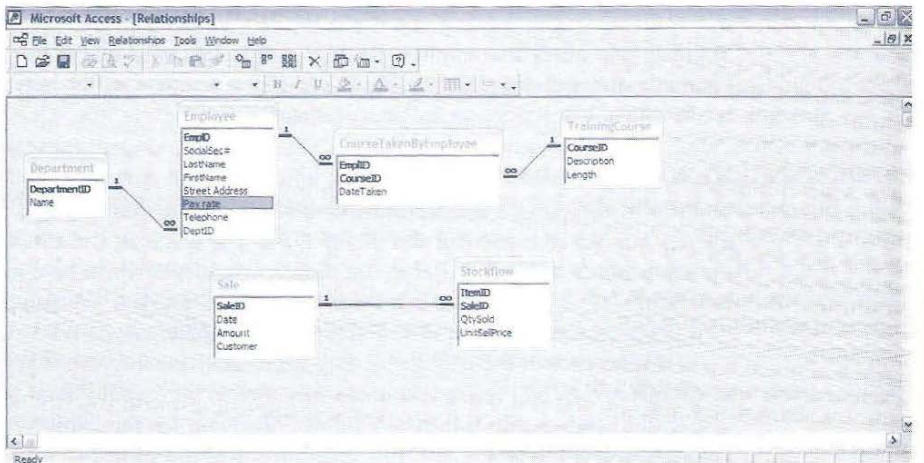 Microsoft Access - [Relationships]
File Edit View Relationships Tools Window Help
Department
DepartmentID
Name
1
∞
Employee
EmpID
SocialSec#
LastName
FirstName
Street Address
Pay rate
Telephone
DeptID
1
∞
CourseTakenByEmployee
EmplID
CourseID
DateTaken
∞
1
TrainingCourse
CourseID
Description
Length
Sale
SaleID
Date
Amount
Customer
1
∞
Stockflow
ItemID
SaleID
QtySold
UnitSellPrice
Ready